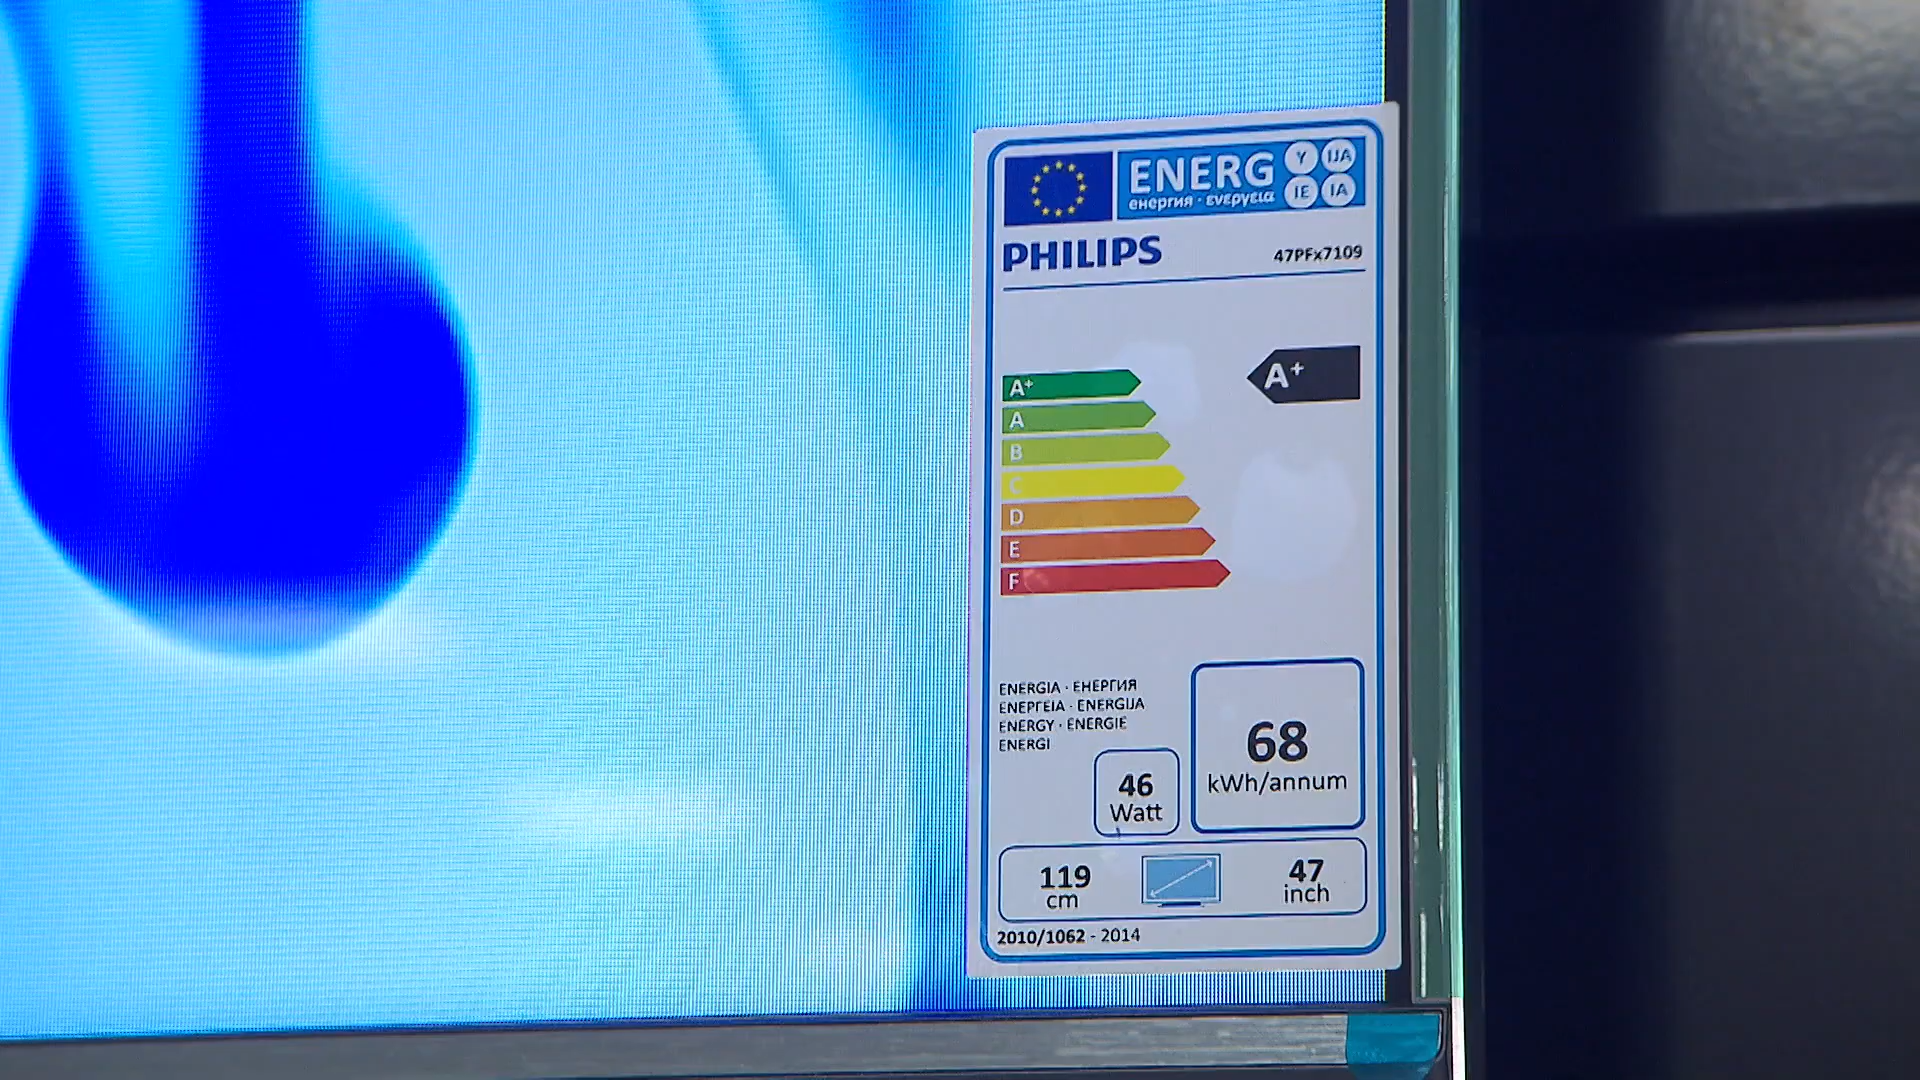 ENERG Y IJA
енергия · ενεργεια IE IA
PHILIPS 47PFx7109
A⁺ A⁺
A
B
C
D
E
F
ENERGIA · ЕНЕРГИЯ
ΕΝΕΡΓΕΙΑ · ENERGIJA
ENERGY · ENERGIE
ENERGI
68
kWh/annum
46
Watt
119
cm
47
inch
2010/1062 - 2014